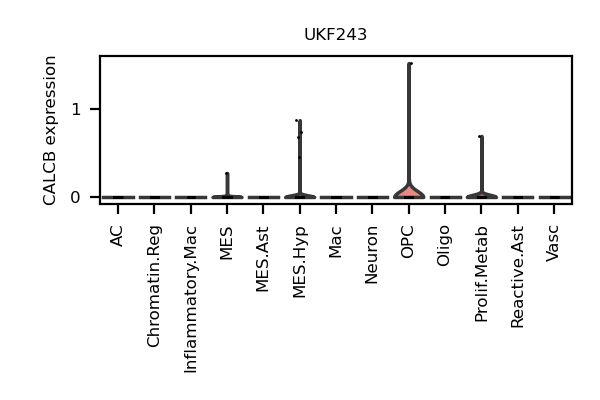 UKF243
CALCB expression
1
0
AC
Chromatin.Reg
Inflammatory.Mac
MES
MES.Ast
MES.Hyp
Mac
Neuron
OPC
Oligo
Prolif.Metab
Reactive.Ast
Vasc